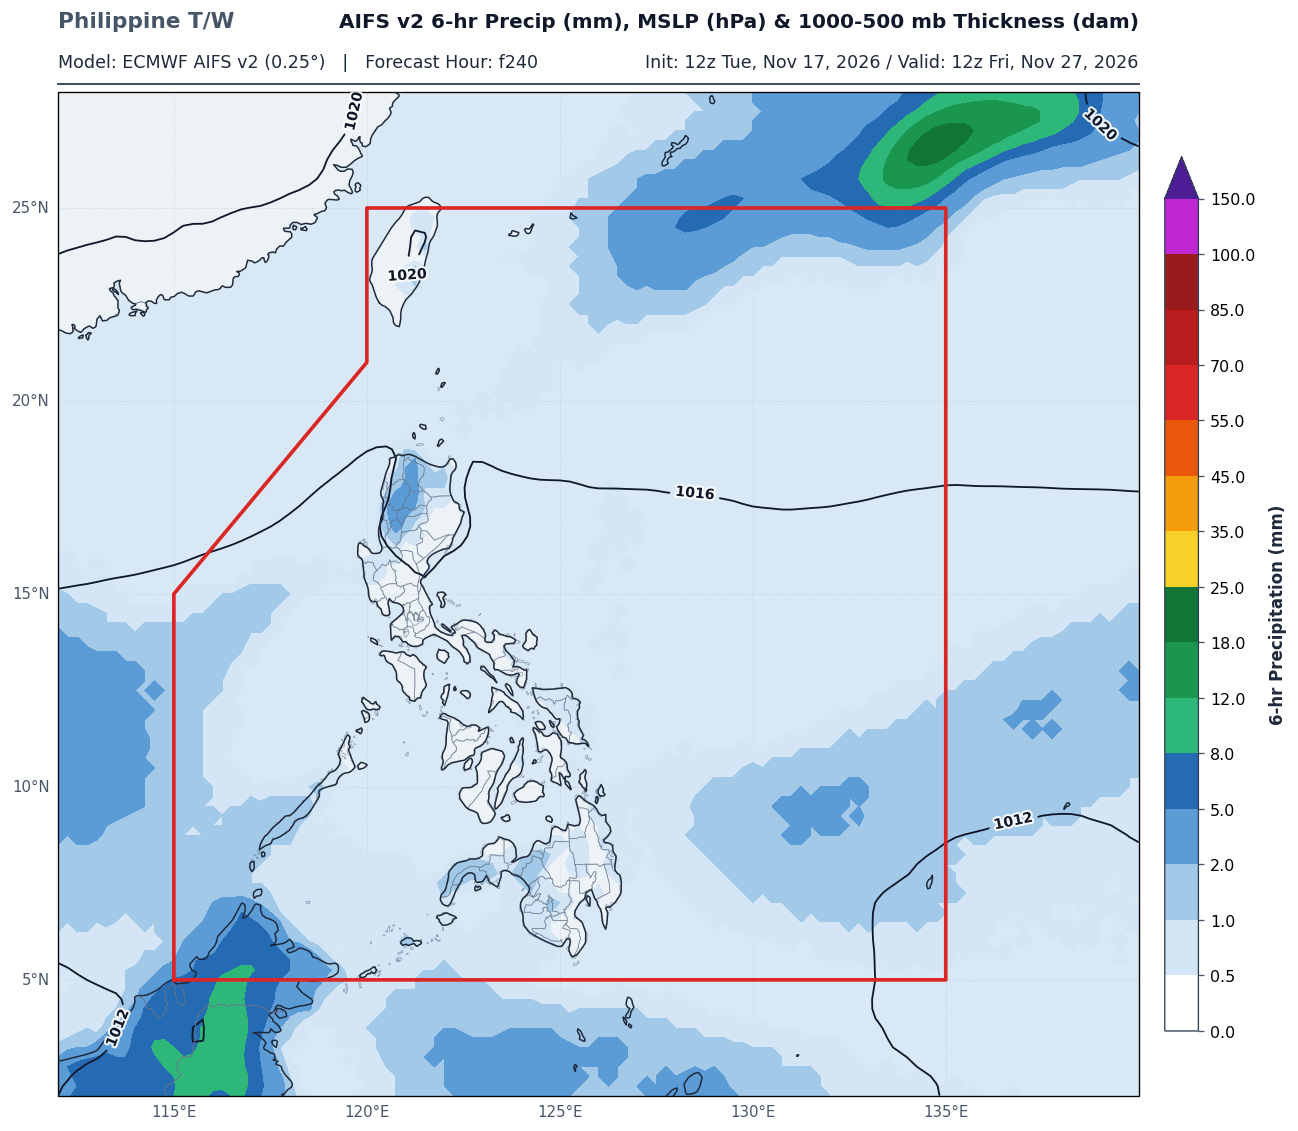 Philippine T/W
AIFS v2 6-hr Precip (mm), MSLP (hPa) & 1000-500 mb Thickness (dam)
Model: ECMWF AIFS v2 (0.25°) | Forecast Hour: f240
Init: 12z Tue, Nov 17, 2026 / Valid: 12z Fri, Nov 27, 2026
1020
1020
1020
1016
1012
1012
25°N
20°N
15°N
10°N
5°N
115°E
120°E
125°E
130°E
135°E
150.0
100.0
85.0
70.0
55.0
45.0
35.0
25.0
18.0
12.0
8.0
5.0
2.0
1.0
0.5
0.0
6-hr Precipitation (mm)